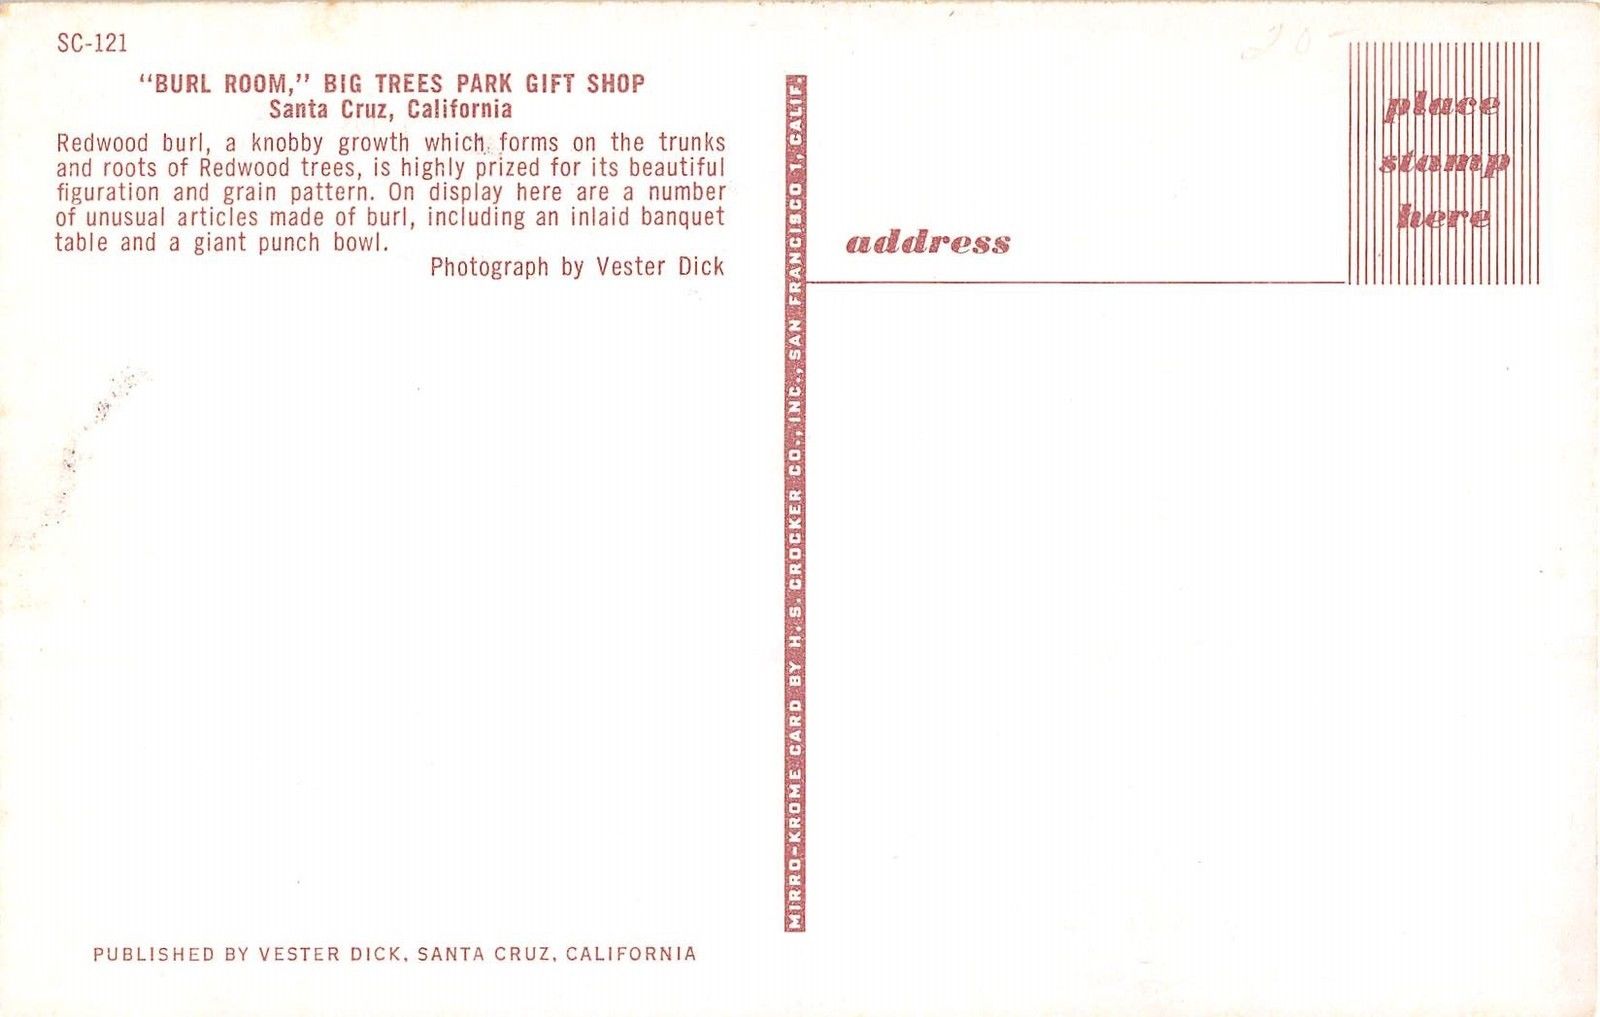 SC-121
“BURL ROOM,” BIG TREES PARK GIFT SHOP
Santa Cruz, California
Redwood burl, a knobby growth which forms on the trunks
and roots of Redwood trees, is highly prized for its beautiful
figuration and grain pattern. On display here are a number
of unusual articles made of burl, including an inlaid banquet
table and a giant punch bowl.
Photograph by Vester Dick
PUBLISHED BY VESTER DICK, SANTA CRUZ, CALIFORNIA
MIRRO-KROME CARD BY H. S. CROCKER CO., INC., SAN FRANCISCO 1, CALIF.
20-
place
stamp
here
address